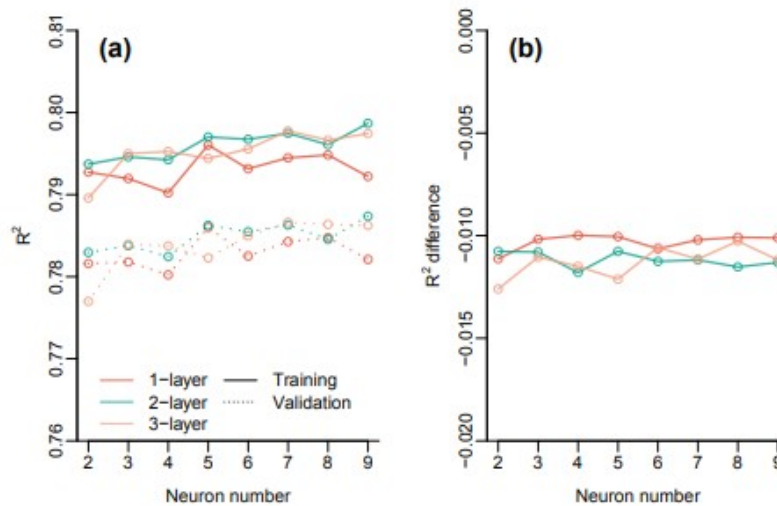 (a)
0.81
0.80
0.79
0.78
0.77
0.76
R²
1−layer
2−layer
3−layer
Training
Validation
2 3 4 5 6 7 8 9
Neuron number
(b)
0.000
−0.005
−0.010
−0.015
−0.020
R² difference
2 3 4 5 6 7 8 9
Neuron number